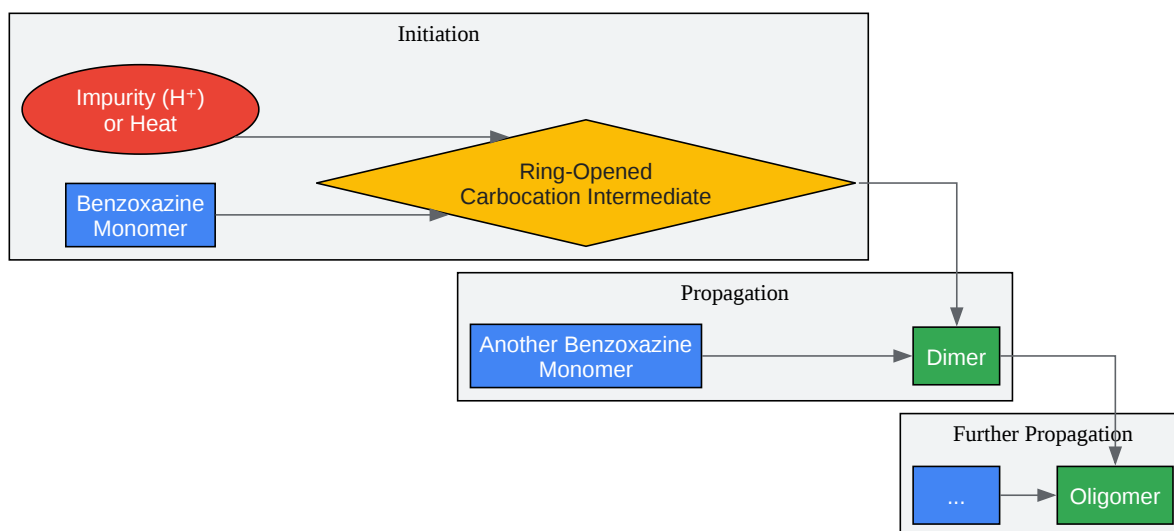 Initiation
Impurity (H⁺)
or Heat
Ring-Opened
Carbocation Intermediate
Benzoxazine
Monomer
Propagation
Another Benzoxazine
Monomer
Dimer
Further Propagation
...
Oligomer